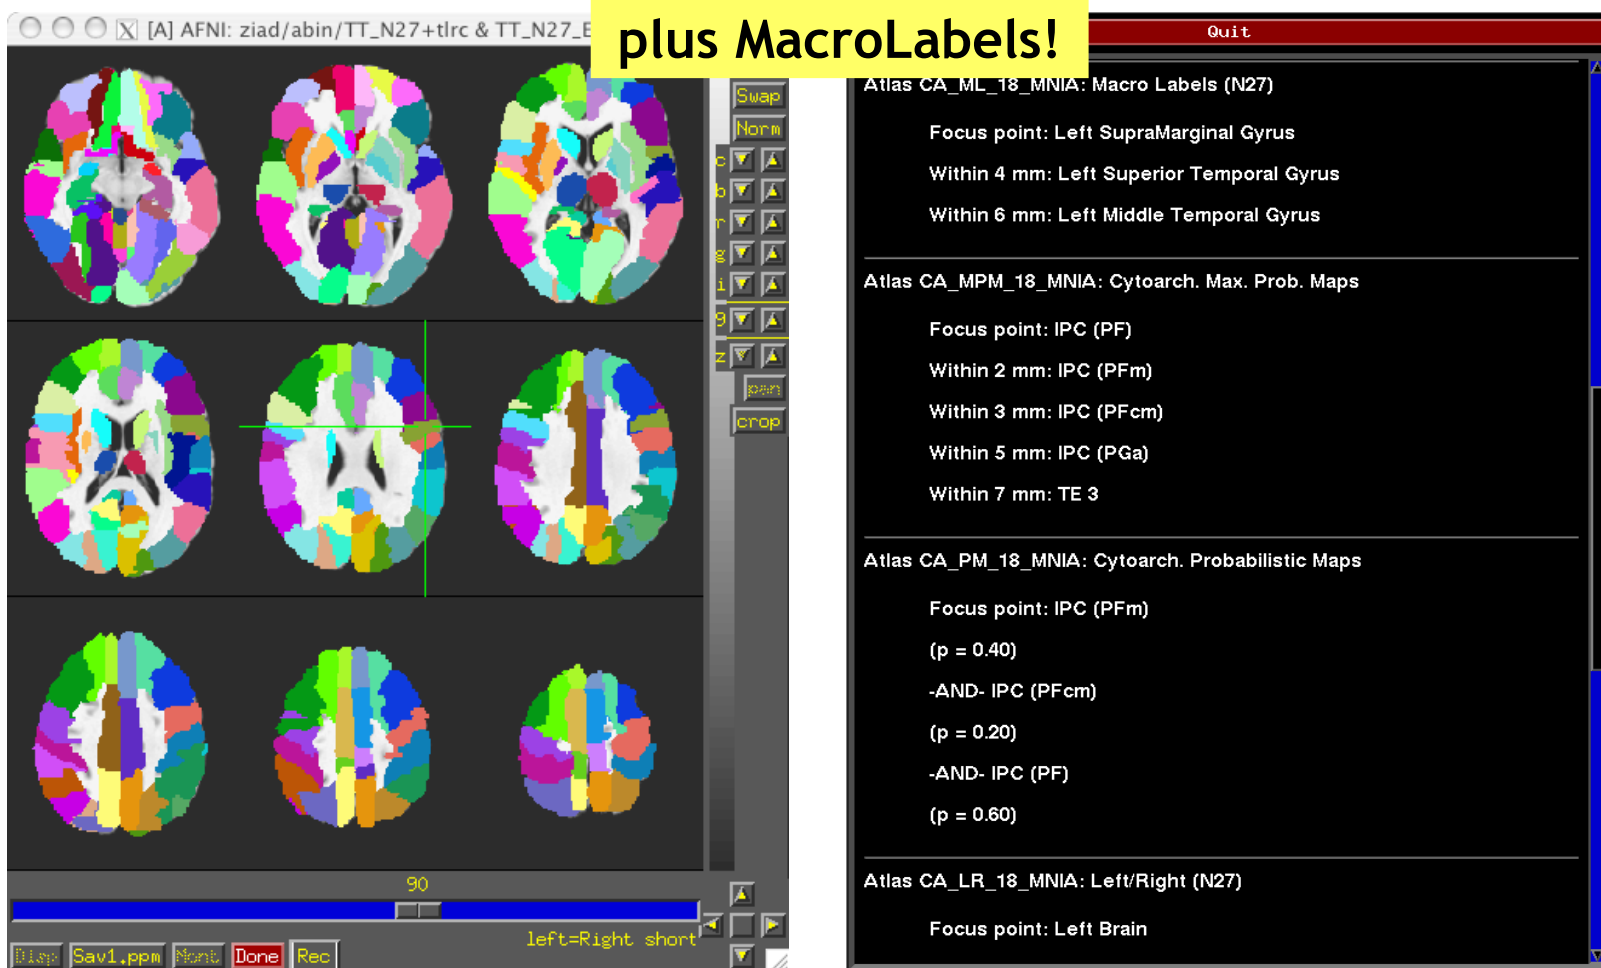 plus MacroLabels!
[A] AFNI: ziad/abin/TT_N27+tlrc & TT_N27_E
Swap
Norm
c
b
r
g
i
9
z
pan
crop
90
left=Right short
Disp
Sav1.ppm
Mont
Done
Rec
Quit
Atlas CA_ML_18_MNIA: Macro Labels (N27)
Focus point: Left SupraMarginal Gyrus
Within 4 mm: Left Superior Temporal Gyrus
Within 6 mm: Left Middle Temporal Gyrus
Atlas CA_MPM_18_MNIA: Cytoarch. Max. Prob. Maps
Focus point: IPC (PF)
Within 2 mm: IPC (PFm)
Within 3 mm: IPC (PFcm)
Within 5 mm: IPC (PGa)
Within 7 mm: TE 3
Atlas CA_PM_18_MNIA: Cytoarch. Probabilistic Maps
Focus point: IPC (PFm)
(p = 0.40)
-AND- IPC (PFcm)
(p = 0.20)
-AND- IPC (PF)
(p = 0.60)
Atlas CA_LR_18_MNIA: Left/Right (N27)
Focus point: Left Brain